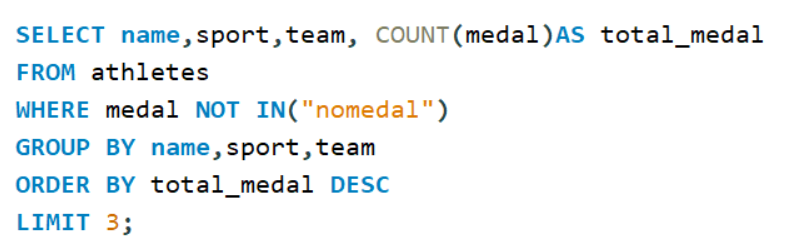 SELECT name,sport,team, COUNT(medal)AS total_medal
FROM athletes
WHERE medal NOT IN("nomedal")
GROUP BY name,sport,team
ORDER BY total_medal DESC
LIMIT 3;